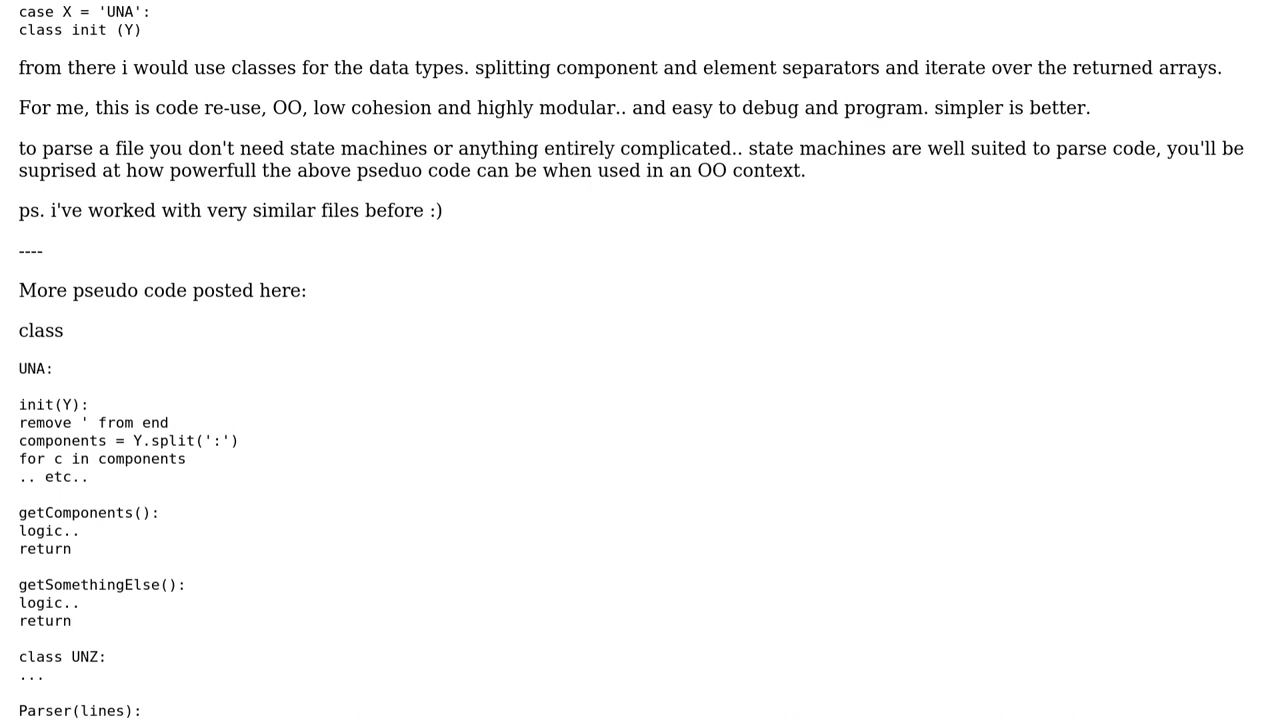 case X = 'UNA':
class init (Y)
from there i would use classes for the data types. splitting component and element separators and iterate over the returned arrays.
For me, this is code re-use, OO, low cohesion and highly modular.. and easy to debug and program. simpler is better.
to parse a file you don't need state machines or anything entirely complicated.. state machines are well suited to parse code, you'll be
suprised at how powerfull the above pseduo code can be when used in an OO context.
ps. i've worked with very similar files before :)
----
More pseudo code posted here:
class
UNA:
init(Y):
remove ' from end
components = Y.split(':')
for c in components
.. etc..
getComponents():
logic..
return
getSomethingElse():
logic..
return
class UNZ:
...
Parser(lines):